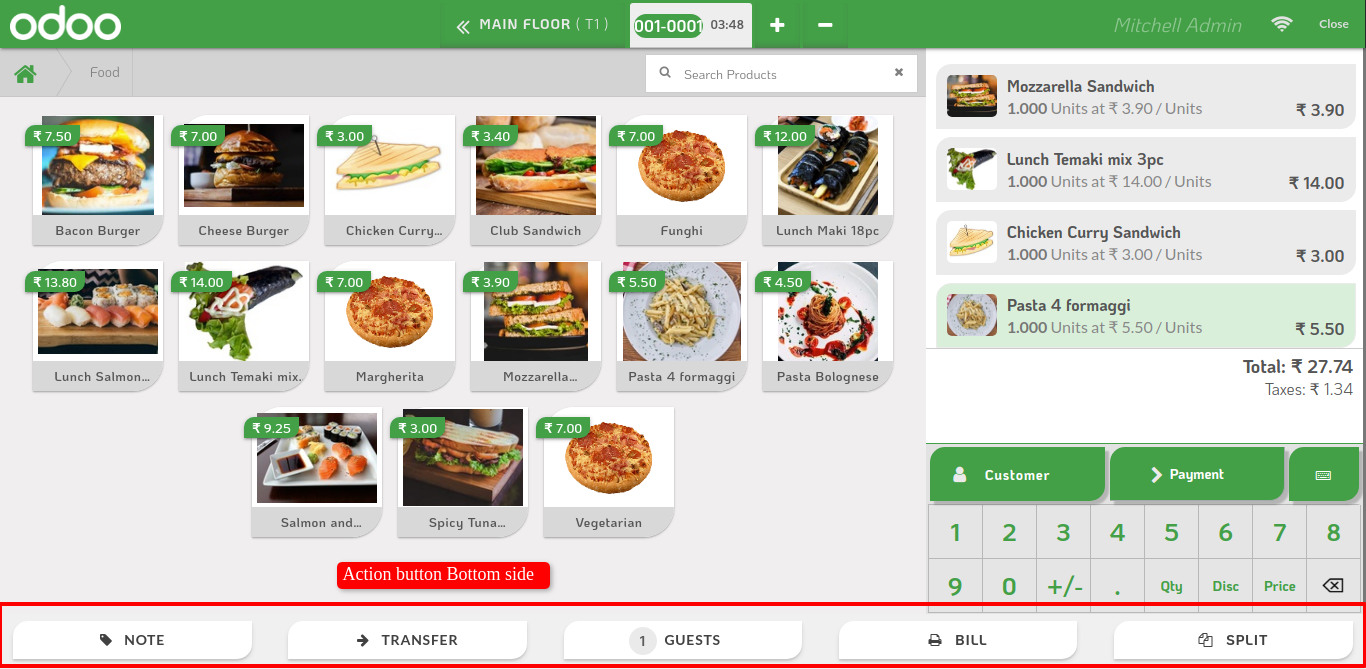 odoo
MAIN FLOOR ( T1 )
001-0001 03:48
+
-
Mitchell Admin
Close
Food
Search Products
₹ 7.50
Bacon Burger
₹ 7.00
Cheese Burger
₹ 3.00
Chicken Curry...
₹ 3.40
Club Sandwich
₹ 7.00
Funghi
₹ 12.00
Lunch Maki 18pc
₹ 13.80
Lunch Salmon...
₹ 14.00
Lunch Temaki mix.
₹ 7.00
Margherita
₹ 3.90
Mozzarella...
₹ 5.50
Pasta 4 formaggi
₹ 4.50
Pasta Bolognese
₹ 9.25
Salmon and...
₹ 3.00
Spicy Tuna...
₹ 7.00
Vegetarian
Mozzarella Sandwich
1.000 Units at ₹ 3.90 / Units
₹ 3.90
Lunch Temaki mix 3pc
1.000 Units at ₹ 14.00 / Units
₹ 14.00
Chicken Curry Sandwich
1.000 Units at ₹ 3.00 / Units
₹ 3.00
Pasta 4 formaggi
1.000 Units at ₹ 5.50 / Units
₹ 5.50
Total: ₹ 27.74
Taxes: ₹ 1.34
Customer
Payment
1 2 3 4 5 6 7 8
9 0 +/- . Qty Disc Price
Action button Bottom side
NOTE
TRANSFER
1 GUESTS
BILL
SPLIT